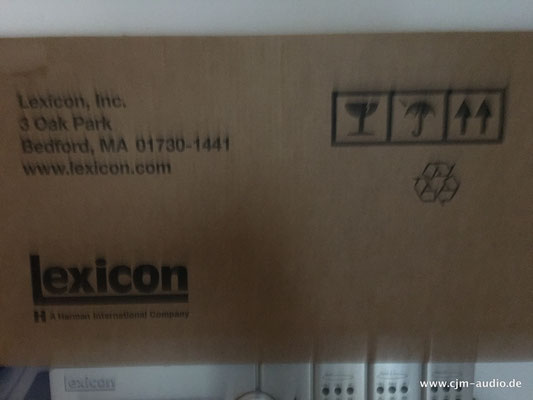 Lexicon, Inc.
3 Oak Park
Bedford, MA 01730-1441
www.lexicon.com
Lexicon
H A Harman International Company
lexicon
www.cjm-audio.de